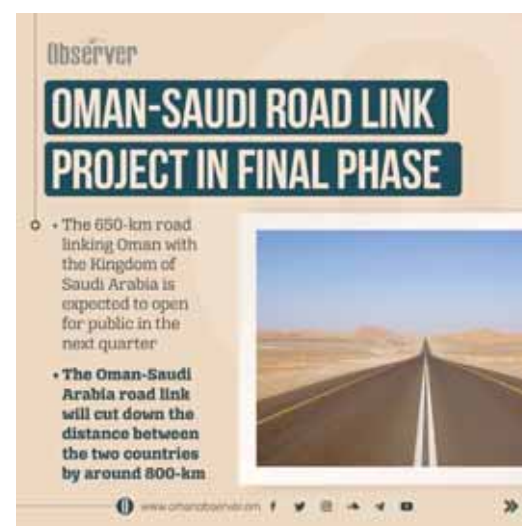 Observer
OMAN-SAUDI ROAD LINK
PROJECT IN FINAL PHASE
• The 650-km road
linking Oman with
the Kingdom of
Saudi Arabia is
expected to open
for public in the
next quarter
• The Oman-Saudi
Arabia road link
will cut down the
distance between
the two countries
by around 800-km
www.omanobserver.om